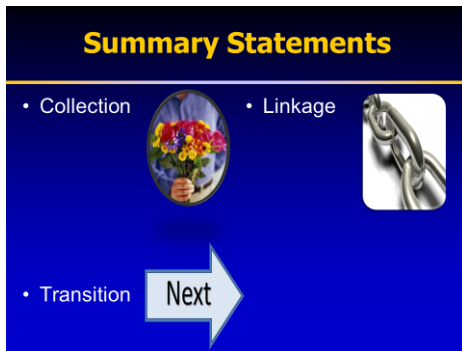 Summary Statements
• Collection
• Linkage
• Transition
Next